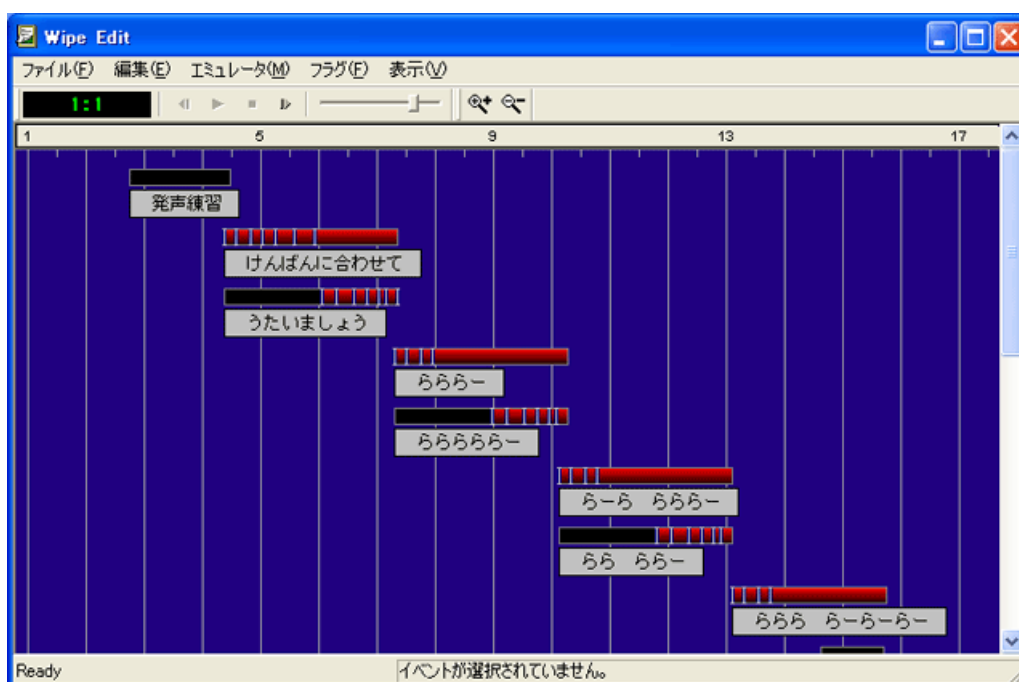 Wipe Edit
ファイル(F) 編集(E) エミュレータ(M) フラグ(F) 表示(V)
1:1
1 5 9 13 17
発声練習
けんばんに合わせて
うたいましょう
らららー
らららららー
らーら　らららー
らら　ららー
ららら　らーらーらー
Ready イベントが選択されていません。